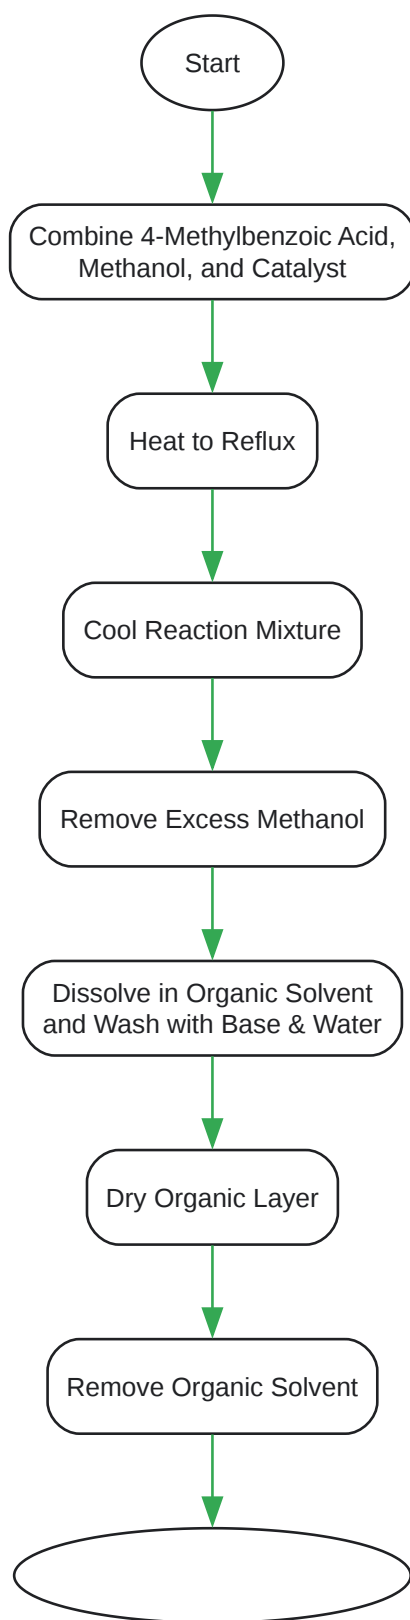 Start
Combine 4-Methylbenzoic Acid,
Methanol, and Catalyst
Heat to Reflux
Cool Reaction Mixture
Remove Excess Methanol
Dissolve in Organic Solvent
and Wash with Base & Water
Dry Organic Layer
Remove Organic Solvent